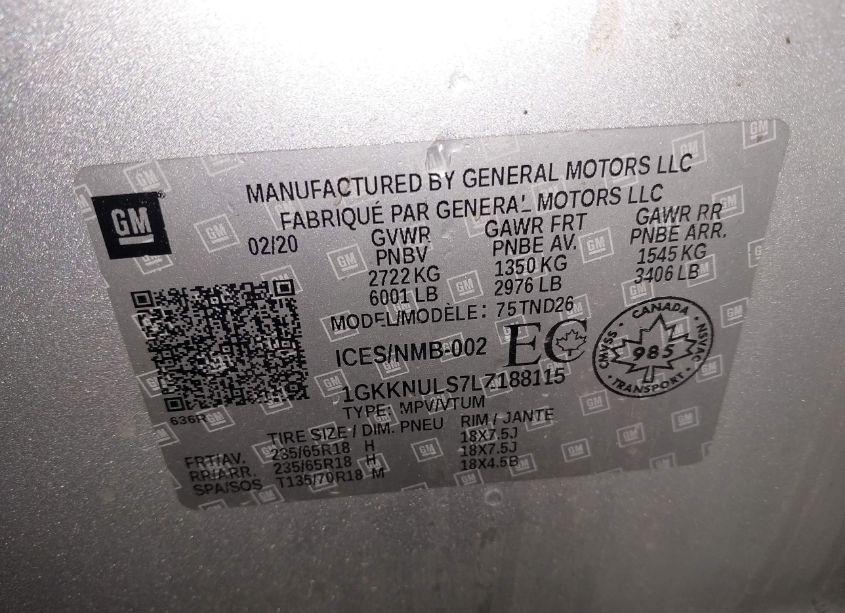 GM
MANUFACTURED BY GENERAL MOTORS LLC
FABRIQUÉ PAR GENERAL MOTORS LLC
02/20
GVWR GAWR FRT GAWR RR
PNBV PNBE AV. PNBE ARR.
2722 KG 1350 KG 1545 KG
6001 LB 2976 LB 3406 LB
MODEL/MODÈLE: 75TND26
ICES/NMB-002 EC
CANADA
CMVSS · NSVAC
985
TRANSPORT
1GKKNULS7LZ188115
TYPE: MPV/VTUM
636R
TIRE SIZE / DIM. PNEU RIM / JANTE
FRT/AV. 235/65R18 H 18X7.5J
RR/ARR. 235/65R18 H 18X7.5J
SPA/SOS T135/70R18 M 18X4.5B